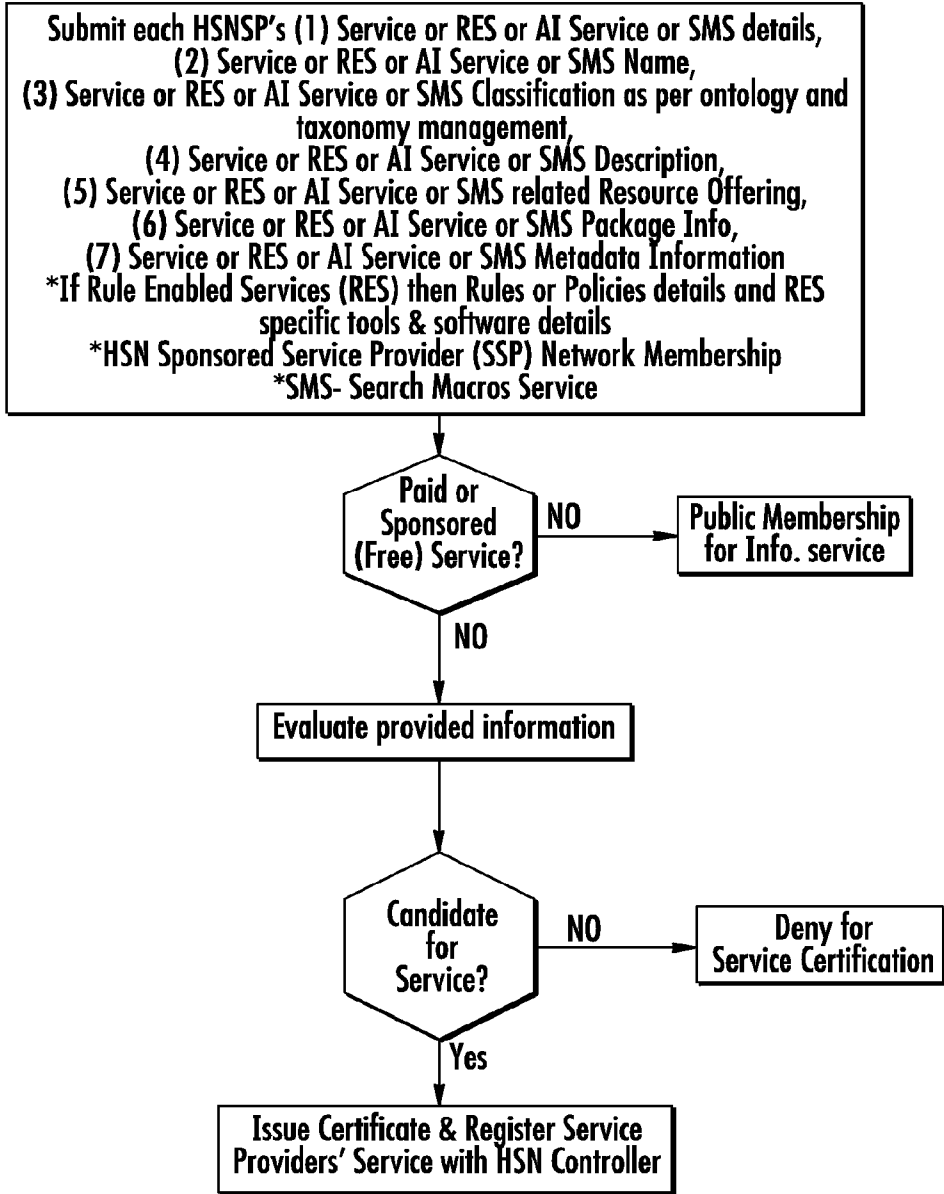 Submit each HSNSP's (1) Service or RES or AI Service or SMS details,
(2) Service or RES or AI Service or SMS Name,
(3) Service or RES or AI Service or SMS Classification as per ontology and
taxonomy management,
(4) Service or RES or AI Service or SMS Description,
(5) Service or RES or AI Service or SMS related Resource Offering,
(6) Service or RES or AI Service or SMS Package Info,
(7) Service or RES or AI Service or SMS Metadata Information
*If Rule Enabled Services (RES) then Rules or Policies details and RES
specific tools & software details
*HSN Sponsored Service Provider (SSP) Network Membership
*SMS- Search Macros Service
Paid or
Sponsored
(Free) Service?
NO
Public Membership
for Info. service
NO
Evaluate provided information
Candidate
for
Service?
NO
Deny for
Service Certification
Yes
Issue Certificate & Register Service
Providers' Service with HSN Controller